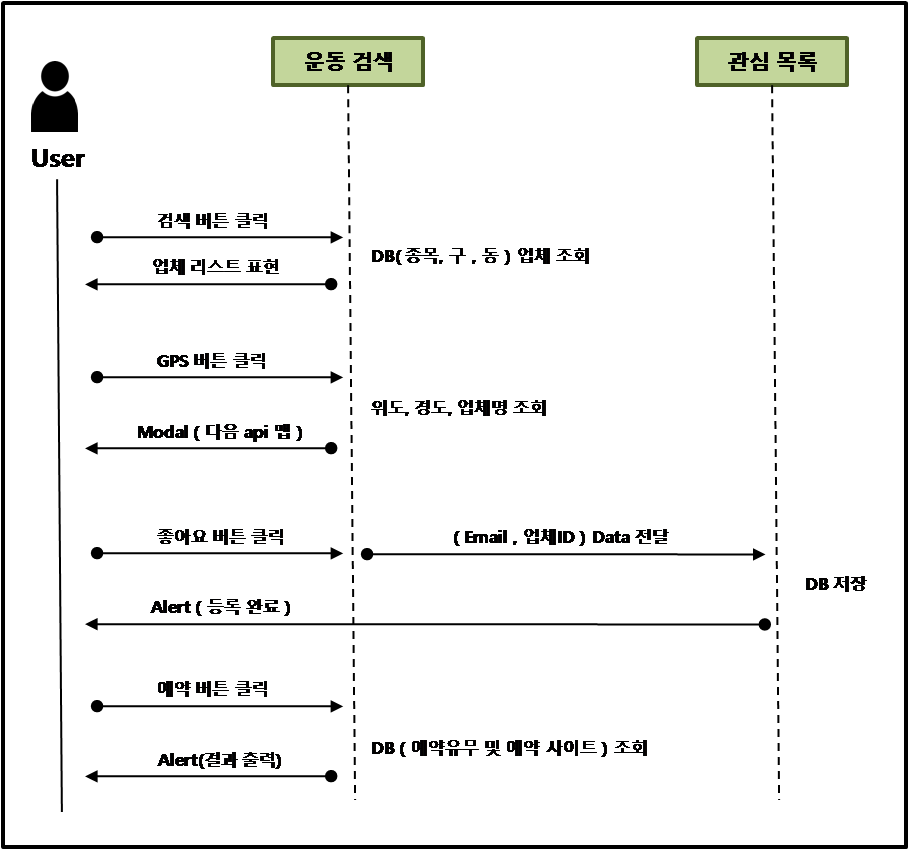 운동 검색
관심 목록
User
검색 버튼 클릭
DB( 종목, 구 , 동 ) 업체 조회
업체 리스트 표현
GPS 버튼 클릭
위도, 경도, 업체명 조회
Modal ( 다음 api 맵 )
좋아요 버튼 클릭
( Email , 업체ID ) Data 전달
DB 저장
Alert ( 등록 완료 )
예약 버튼 클릭
DB ( 예약유무 및 예약 사이트 ) 조회
Alert(결과 출력)